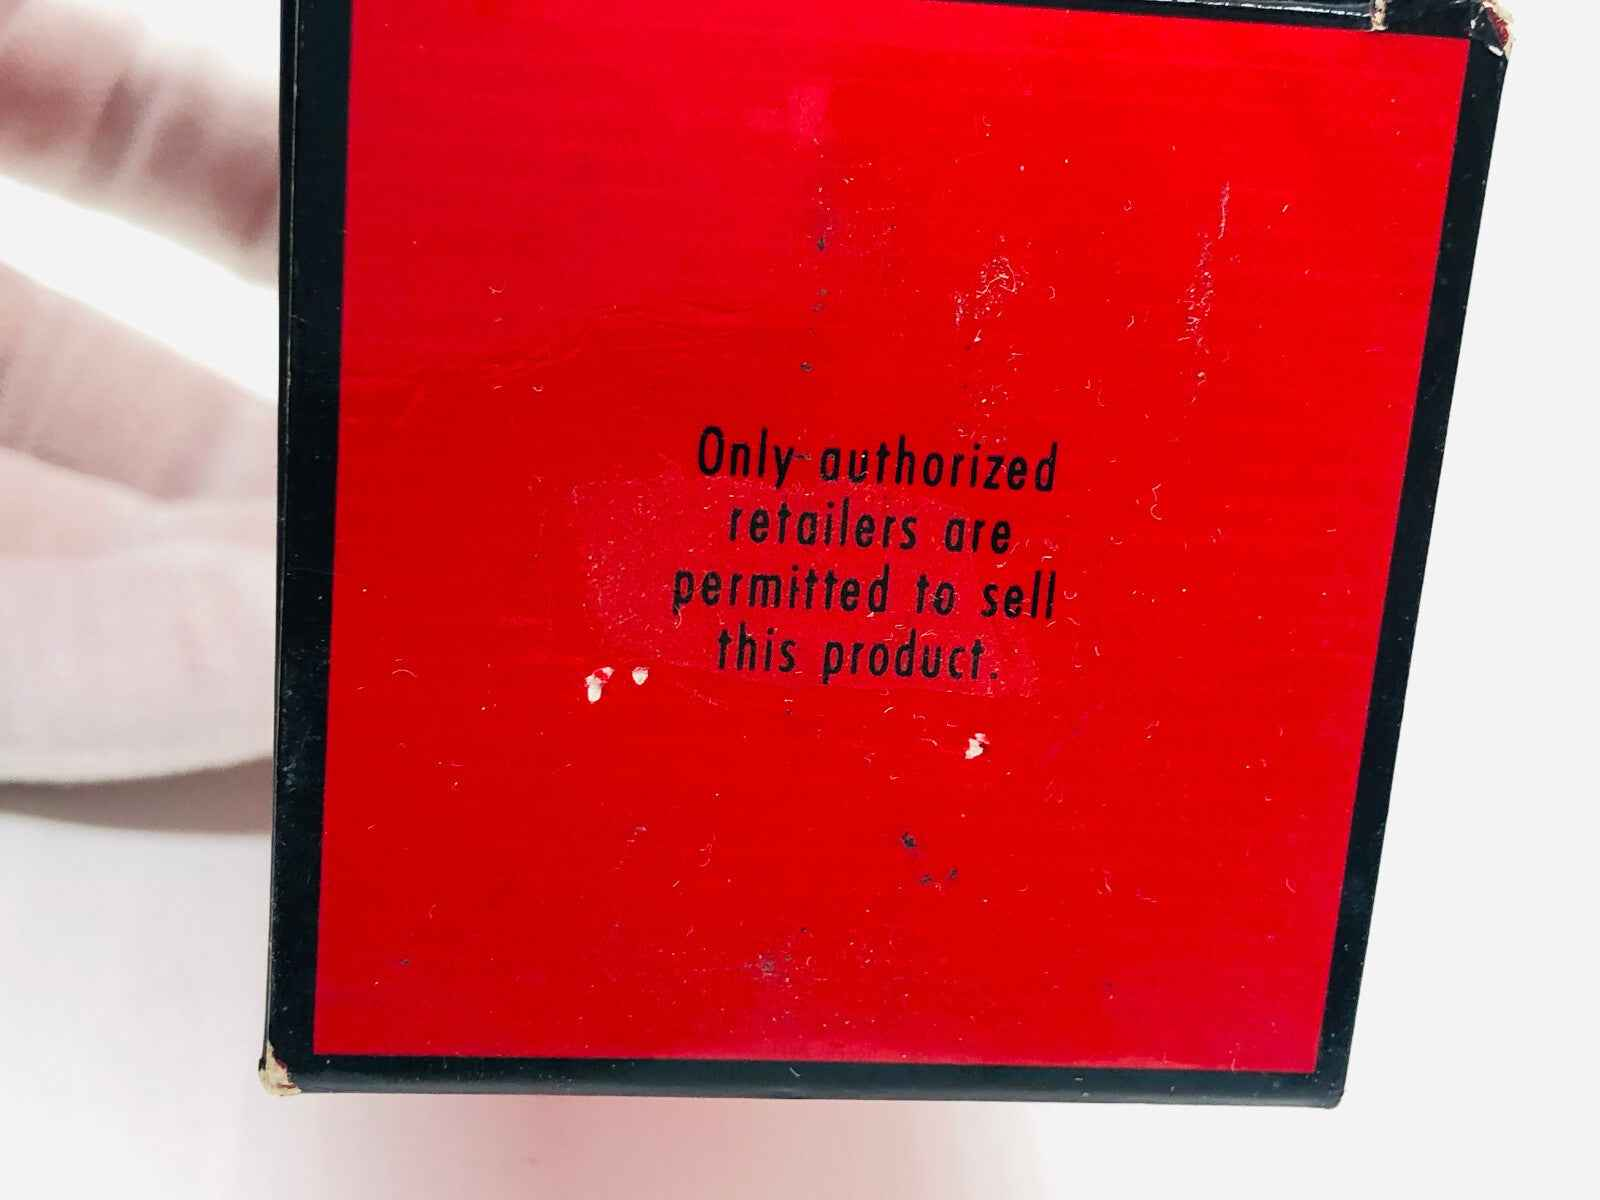 Only authorized
retailers are
permitted to sell
this product.